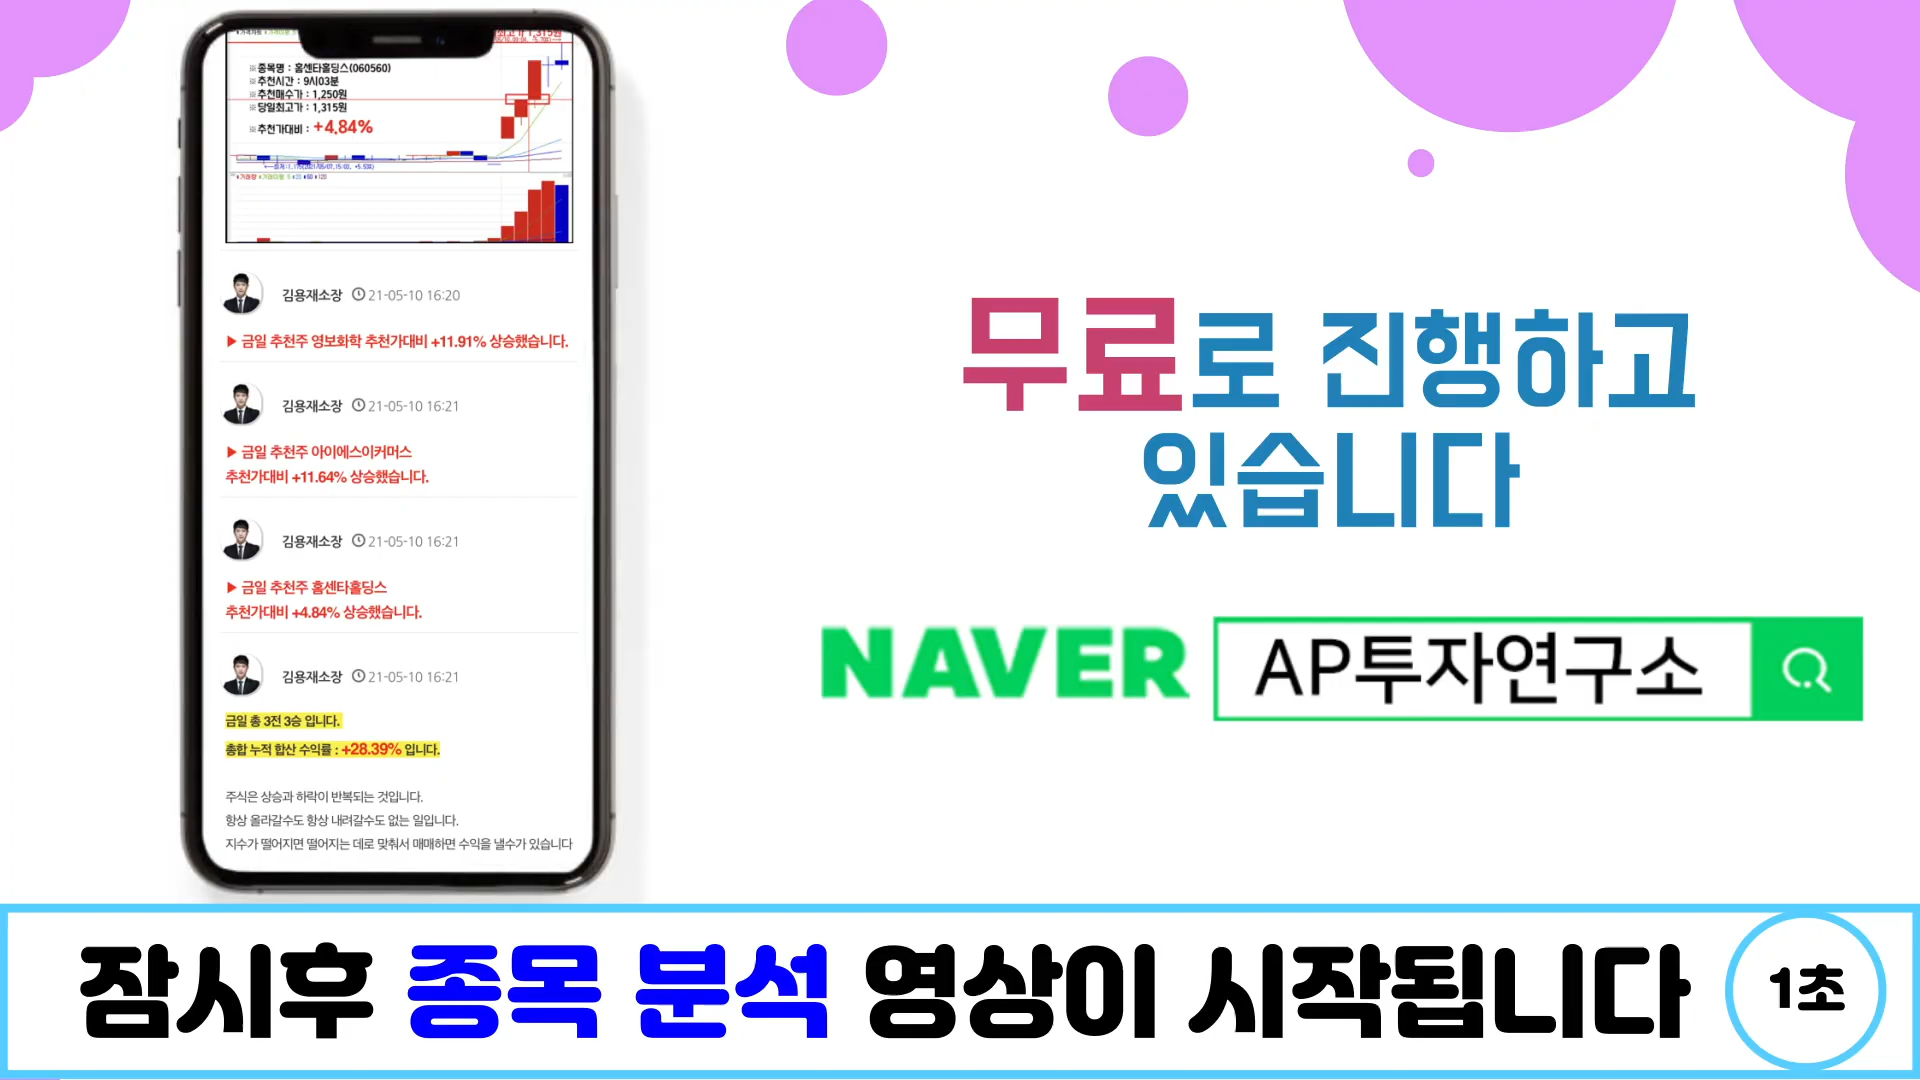 ※종목명 : 홈센타홀딩스(060560)
※추천시간 : 9시03분
※추천매수가 : 1,250원
※당일최고가 : 1,315원
※추천가대비 : +4.84%
김용재소장 21-05-10 16:20
▶ 금일 추천주 영보화학 추천가대비 +11.91% 상승했습니다.
김용재소장 21-05-10 16:21
▶ 금일 추천주 아이에스이커머스
추천가대비 +11.64% 상승했습니다.
김용재소장 21-05-10 16:21
▶ 금일 추천주 홈센타홀딩스
추천가대비 +4.84% 상승했습니다.
김용재소장 21-05-10 16:21
금일 총 3전 3승 입니다.
총합 누적 합산 수익률 : +28.39% 입니다.
주식은 상승과 하락이 반복되는 것입니다.
항상 올라갈수도 항상 내려갈수도 없는 일입니다.
지수가 떨어지면 떨어지는 데로 맞춰서 매매하면 수익을 낼수가 있습니다
무료로 진행하고
있습니다
NAVER AP투자연구소
잠시후 종목 분석 영상이 시작됩니다 1초